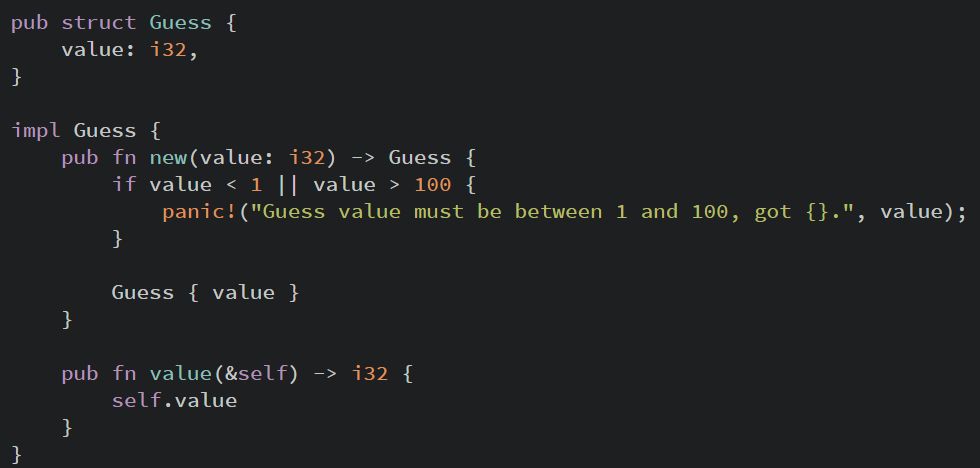 pub struct Guess {
    value: i32,
}

impl Guess {
    pub fn new(value: i32) -> Guess {
        if value < 1 || value > 100 {
            panic!("Guess value must be between 1 and 100, got {}.", value);
        }

        Guess { value }
    }

    pub fn value(&self) -> i32 {
        self.value
    }
}